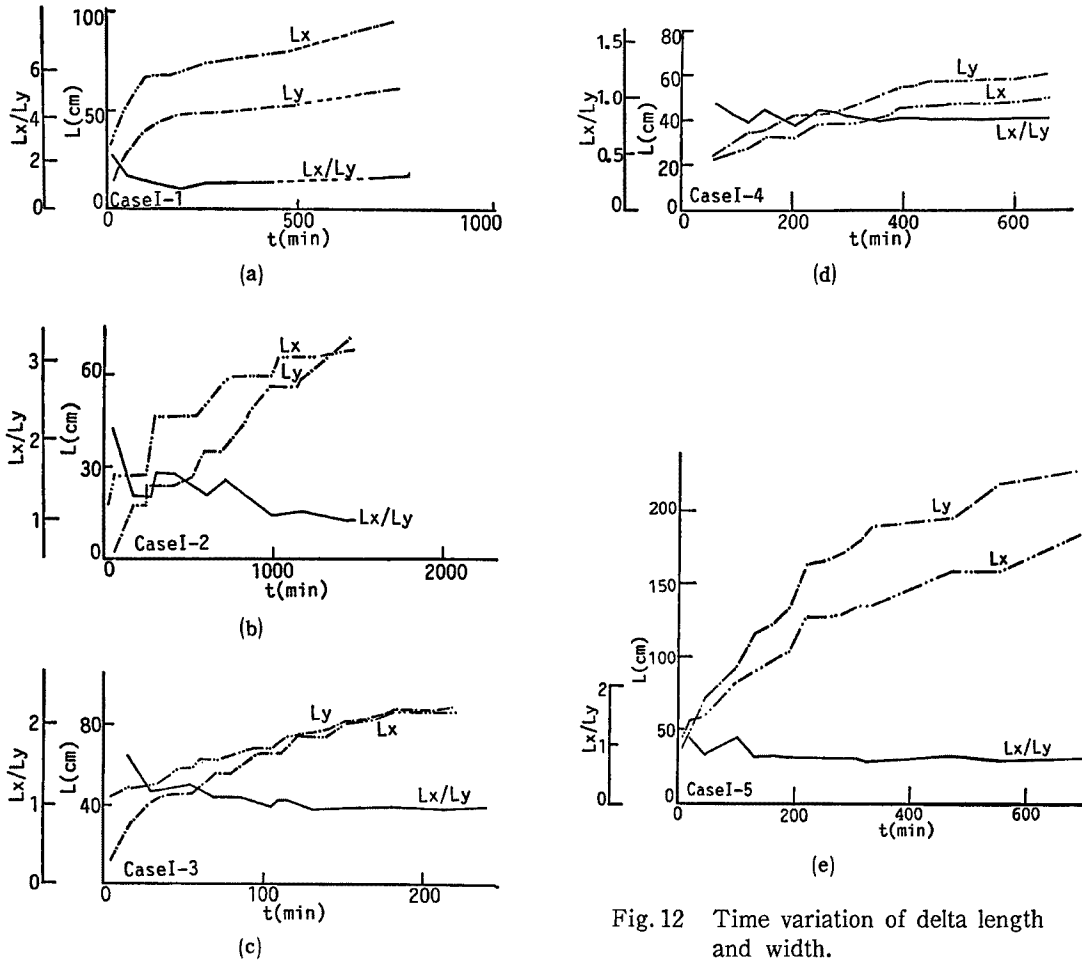 100
Lx
6
Lx/Ly
L(cm)
4
50
Ly
2
Lx/Ly
0
0
CaseI-1
0
500
1000
t(min)
(a)
3
60
Lx
Ly
Lx/Ly
L(cm)
2
30
1
Lx/Ly
0
CaseI-2
0
1000
2000
t(min)
(b)
2
80
Ly
Lx
Lx/Ly
L(cm)
1
40
Lx/Ly
0
CaseI-3
0
100
200
t(min)
(c)
1.5
80
Ly
60
Lx
Lx/Ly
L(cm)
1.0
40
Lx/Ly
0.5
20
0
0
CaseI-4
0
200
400
600
t(min)
(d)
200
Ly
150
Lx
L(cm)
100
2
Lx/Ly
50
1
Lx/Ly
0
0
CaseI-5
0
200
400
600
t(min)
(e)
Fig. 12 Time variation of delta length
and width.